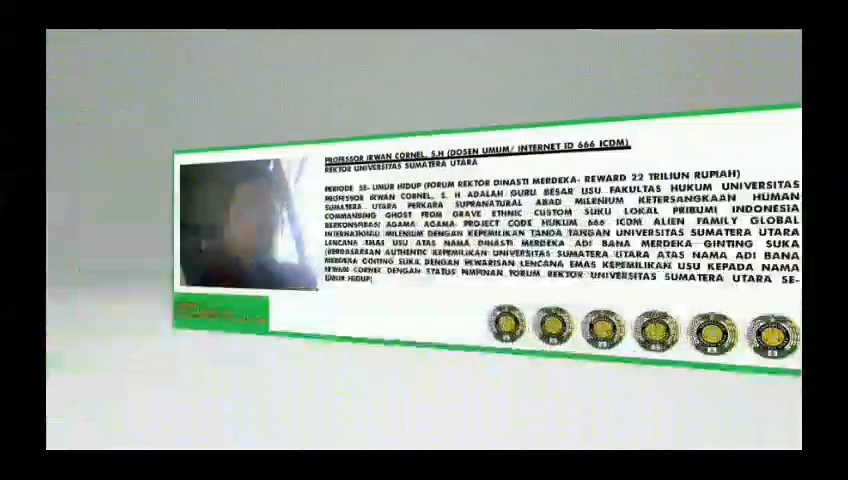 PROFESSOR IRWAN CORNEL, S.H (DOSEN UMUM/ INTERNET ID 666 ICDM)
REKTOR UNIVERSITAS SUMATERA UTARA
PERIODE SE- UMUR HIDUP (FORUM REKTOR DINASTI MERDEKA- REWARD 22 TRILIUN RUPIAH)
PROFESSOR IRWAN CORNEL, S. H ADALAH GURU BESAR USU FAKULTAS HUKUM UNIVERSITAS
SUMATERA UTARA PERKARA SUPRANATURAL ABAD MILENIUM KETERSANGKAAN HUMAN
COMMANDING GHOST FROM GRAVE ETHNIC CUSTOM SUKU LOKAL PRIBUMI INDONESIA
BERKONSPIRASI AGAMA AGAMA PROJECT CODE HUKUM 666 ICDM ALIEN FAMILY GLOBAL
INTERNATIONAL MILENIUM DENGAN KEPEMILIKAN TANDA TANGAN UNIVERSITAS SUMATERA UTARA
LENCANA EMAS USU ATAS NAMA DINASTI MERDEKA ADI BANA MERDEKA GINTING SUKA
(BERDASARKAN AUTHENTIC KEPEMILIKAN UNIVERSITAS SUMATERA UTARA ATAS NAMA ADI BANA
MERDEKA GINTING SUKA DENGAN PEWARISAN LENCANA EMAS KEPEMILIKAN USU KEPADA NAMA
IRWAN CORNEL DENGAN STATUS PIMPINAN FORUM REKTOR UNIVERSITAS SUMATERA UTARA SE-
UMUR HIDUP)